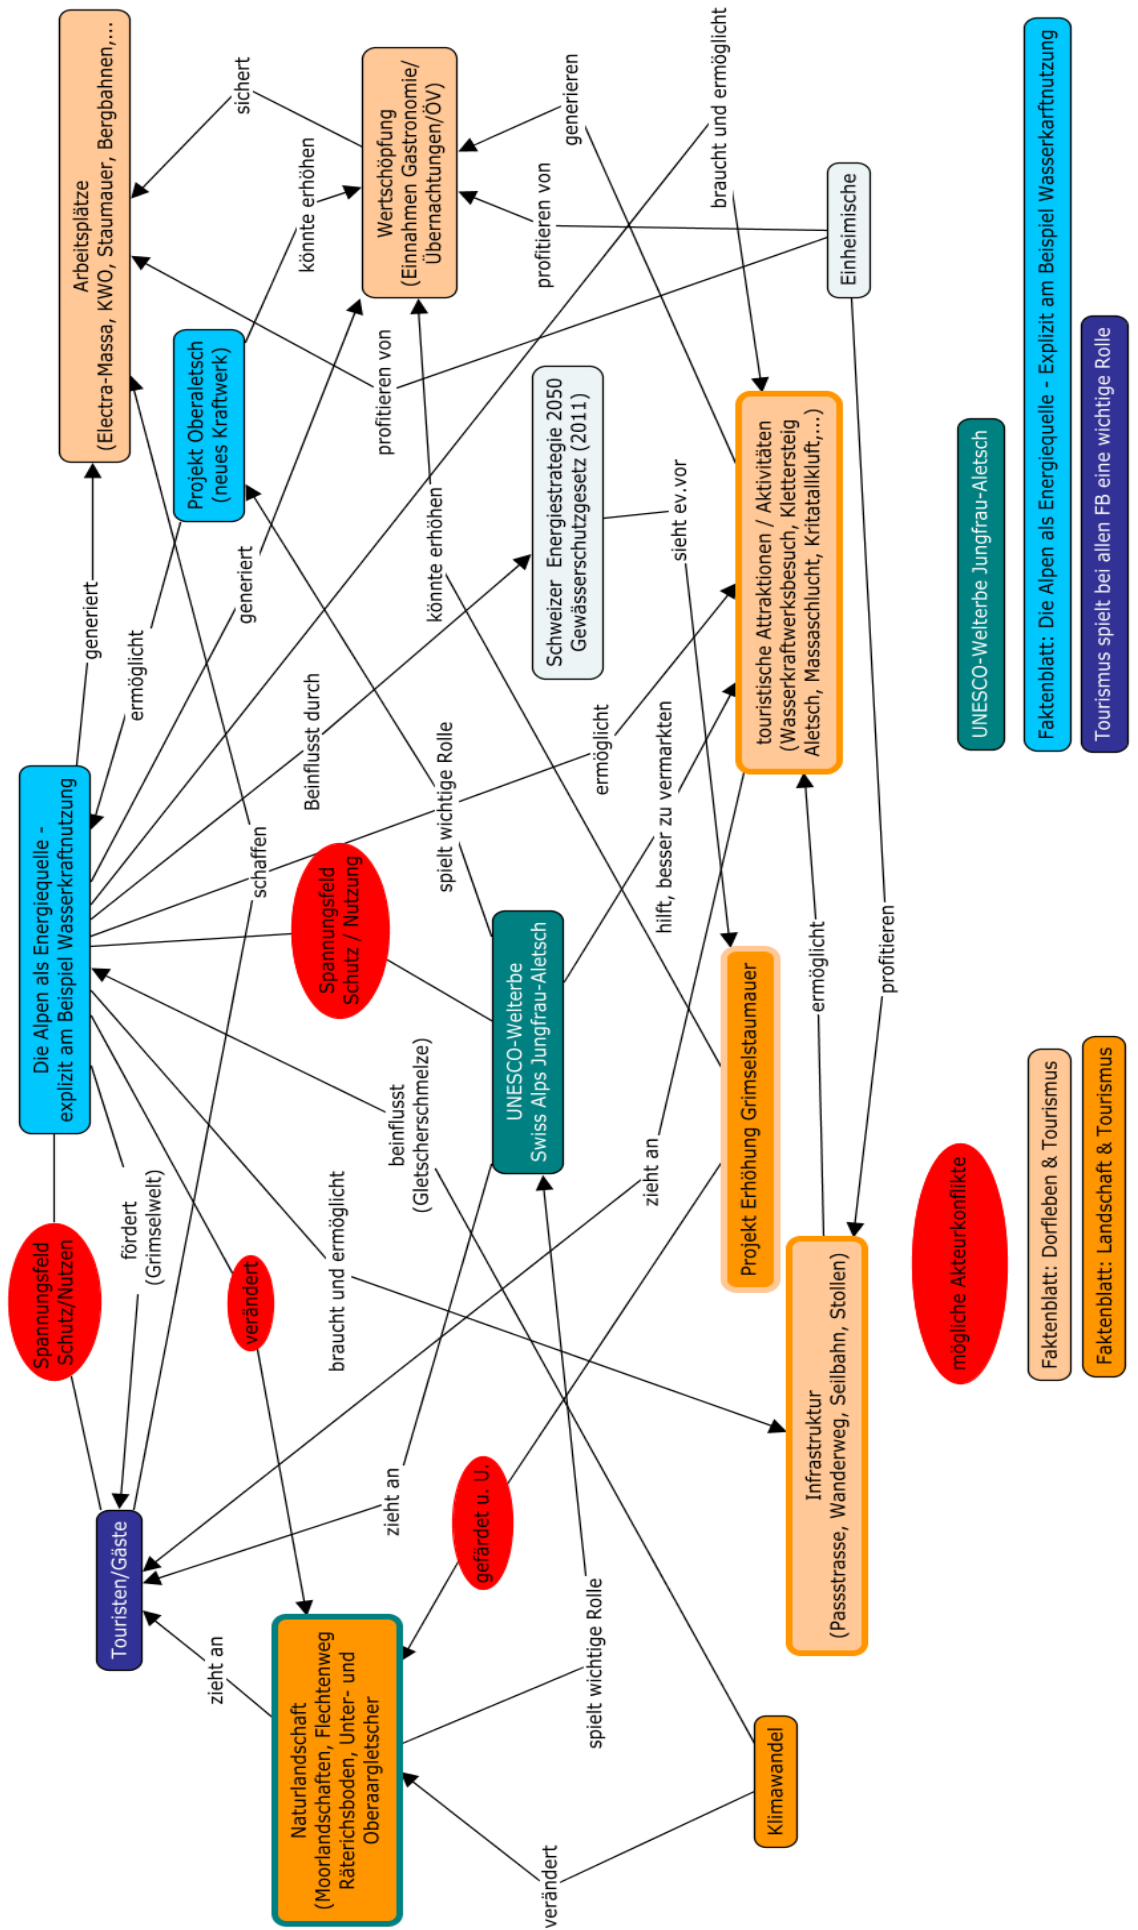 Spannungsfeld
Schutz/Nutzen
Die Alpen als Energiequelle -
explizit am Beispiel Wasserkraftnutzung
Arbeitsplätze
(Electra-Massa, KWO, Staumauer, Bergbahnen,...
generiert
Touristen/Gäste
fördert
(Grimselwelt)
ermöglicht
Projekt Oberaletsch
(neues Kraftwerk)
sichert
zieht an
verändert
schaffen
generiert
könnte erhöhen
Naturlandschaft
(Moorlandschaften, Flechtenweg
Räterichsboden, Unter- und
Oberaargletscher
braucht und ermöglicht
Spannungsfeld
Schutz / Nutzung
Beinflusst durch
zieht an
beinflusst
(Gletscherschmelze)
profitieren von
Wertschöpfung
(Einnahmen Gastronomie/
Übernachtungen/ÖV)
spielt wichtige Rolle
könnte erhöhen
gefärdet u. U.
UNESCO-Welterbe
Swiss Alps Jungfrau-Aletsch
Schweizer Energiestrategie 2050
Gewässerschutzgesetz (2011)
profitieren von
generieren
verändert
spielt wichtige Rolle
ermöglicht
zieht an
hilft, besser zu vermarkten
sieht ev.vor
braucht und ermöglicht
Projekt Erhöhung Grimselstaumauer
touristische Attraktionen / Aktivitäten
(Wasserkraftwerksbesuch, Klettersteig
Aletsch, Massaschlucht, Kritatallkluft,...)
Klimawandel
Infrastruktur
(Passstrasse, Wanderweg, Seilbahn, Stollen)
ermöglicht
Einheimische
profitieren
mögliche Akteurkonflikte
UNESCO-Welterbe Jungfrau-Aletsch
Faktenblatt: Dorfleben & Tourismus
Faktenblatt: Die Alpen als Energiequelle - Explizit am Beispiel Wasserkarftnutzung
Faktenblatt: Landschaft & Tourismus
Tourismus spielt bei allen FB eine wichtige Rolle